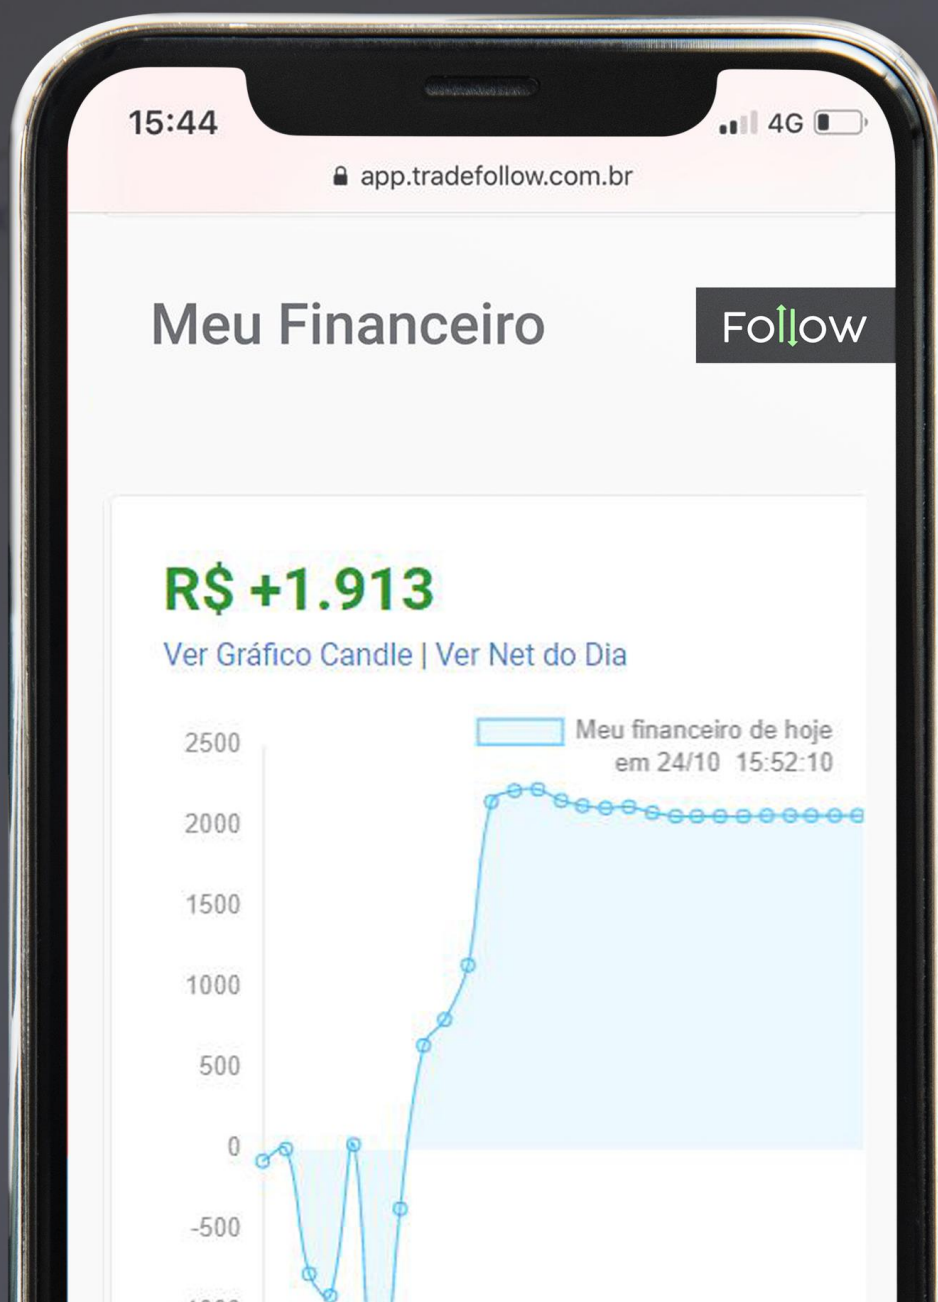 15:44
4G
app.tradefollow.com.br
Meu Financeiro
Follow
R$ +1.913
Ver Gráfico Candle | Ver Net do Dia
Meu financeiro de hoje
em 24/10 15:52:10
2500
2000
1500
1000
500
0
-500